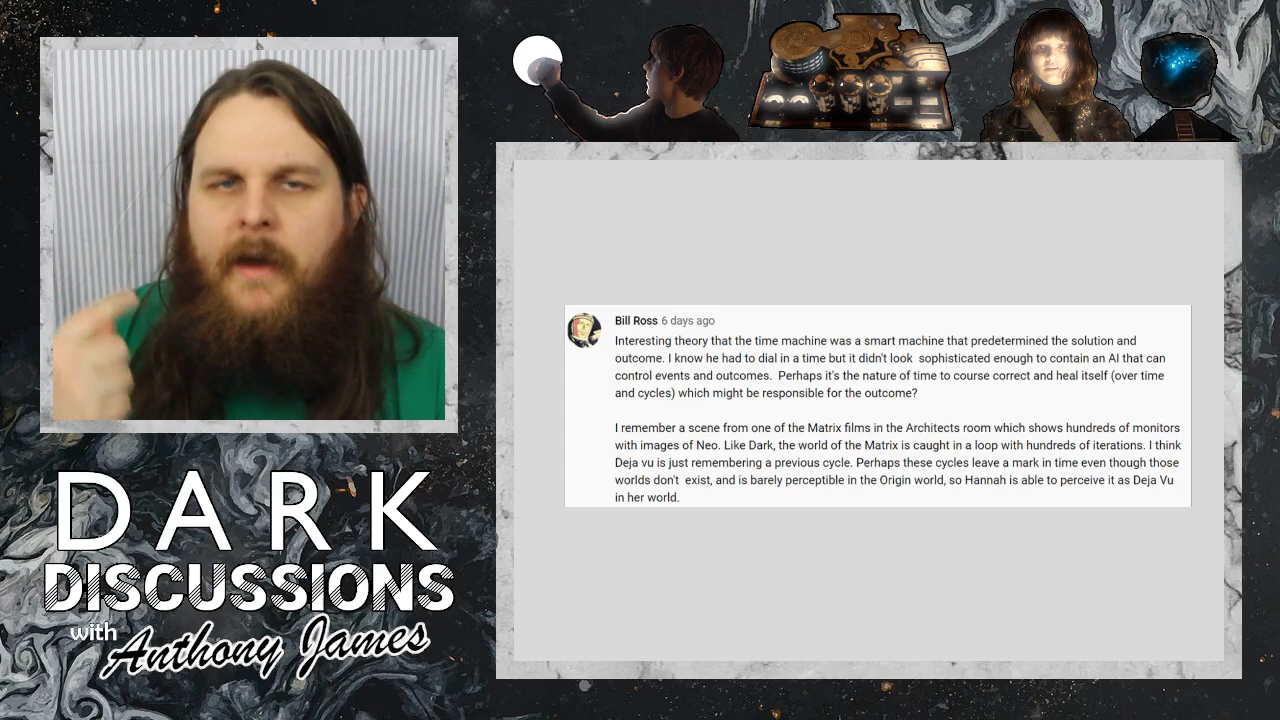 DARK
DISCUSSIONS
with Anthony James
Bill Ross 6 days ago
Interesting theory that the time machine was a smart machine that predetermined the solution and
outcome. I know he had to dial in a time but it didn't look  sophisticated enough to contain an AI that can
control events and outcomes.  Perhaps it's the nature of time to course correct and heal itself (over time
and cycles) which might be responsible for the outcome?
I remember a scene from one of the Matrix films in the Architects room which shows hundreds of monitors
with images of Neo. Like Dark, the world of the Matrix is caught in a loop with hundreds of iterations. I think
Deja vu is just remembering a previous cycle. Perhaps these cycles leave a mark in time even though those
worlds don't  exist, and is barely perceptible in the Origin world, so Hannah is able to perceive it as Deja Vu
in her world.